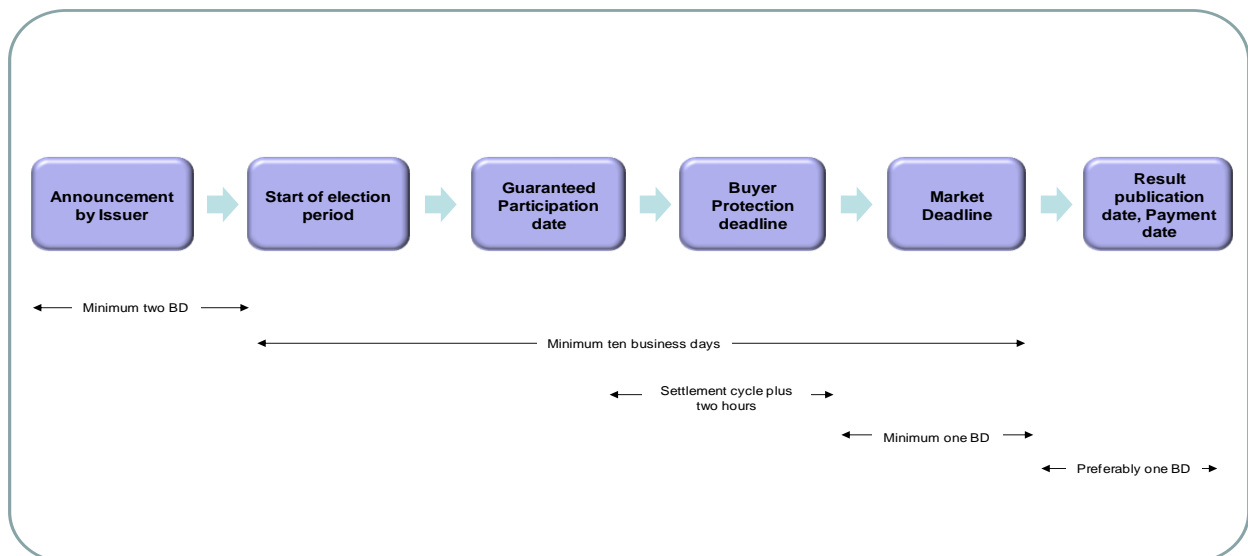 Announcement
by Issuer
Start of election
period
Guaranteed
Participation
date
Buyer
Protection
deadline
Market
Deadline
Result
publication
date, Payment
date
Minimum two BD
Minimum ten business days
Settlement cycle plus
two hours
Minimum one BD
Preferably one BD